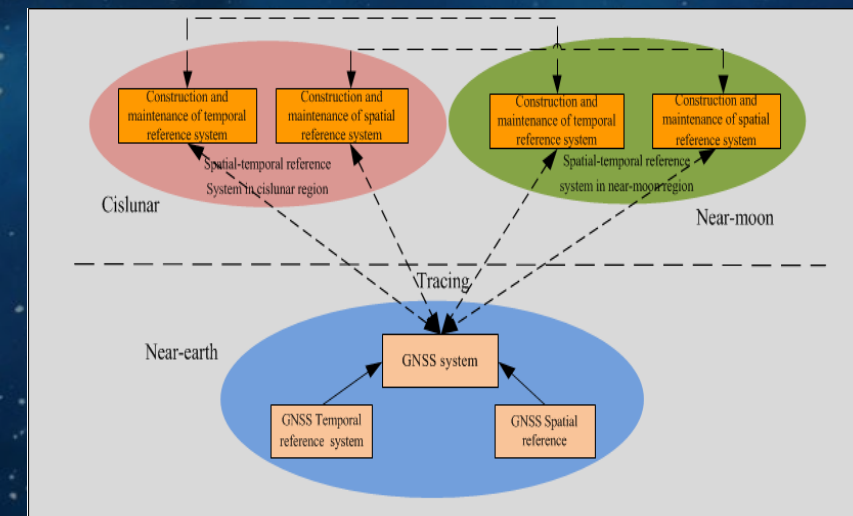 Construction and
maintenance of temporal
reference system
Construction and
maintenance of spatial
reference system
Spatial-temporal reference
System in cislunar region
Cislunar
Construction and
maintenance of temporal
reference system
Construction and
maintenance of spatial
reference system
Spatial-temporal reference
system in near-moon region
Near-moon
Tracing
Near-earth
GNSS system
GNSS Temporal
reference system
GNSS Spatial
reference